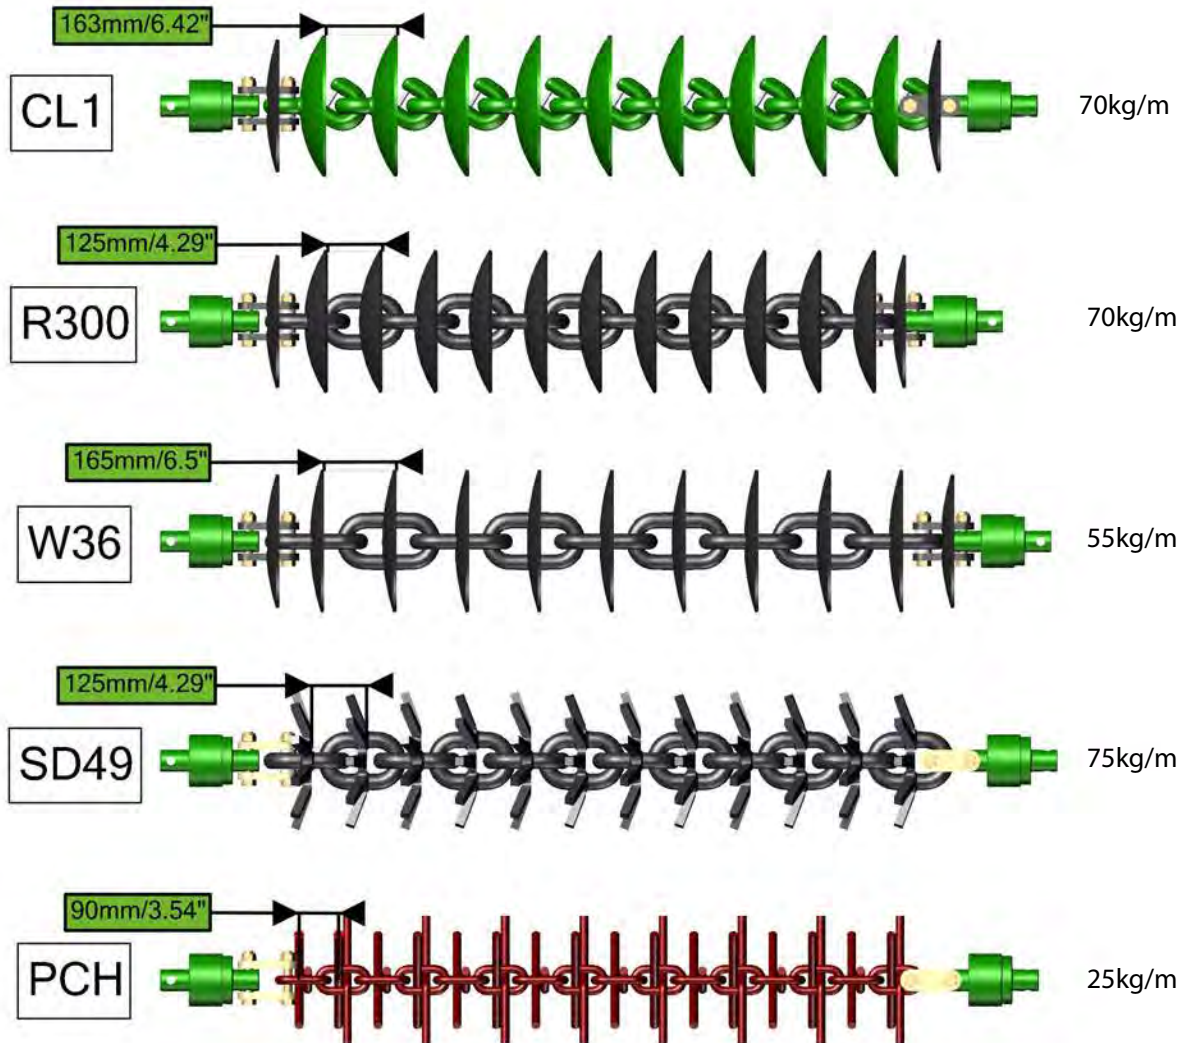 163mm/6.42"
CL1
70kg/m
125mm/4.29"
R300
70kg/m
165mm/6.5"
W36
55kg/m
125mm/4.29"
SD49
75kg/m
90mm/3.54"
PCH
25kg/m